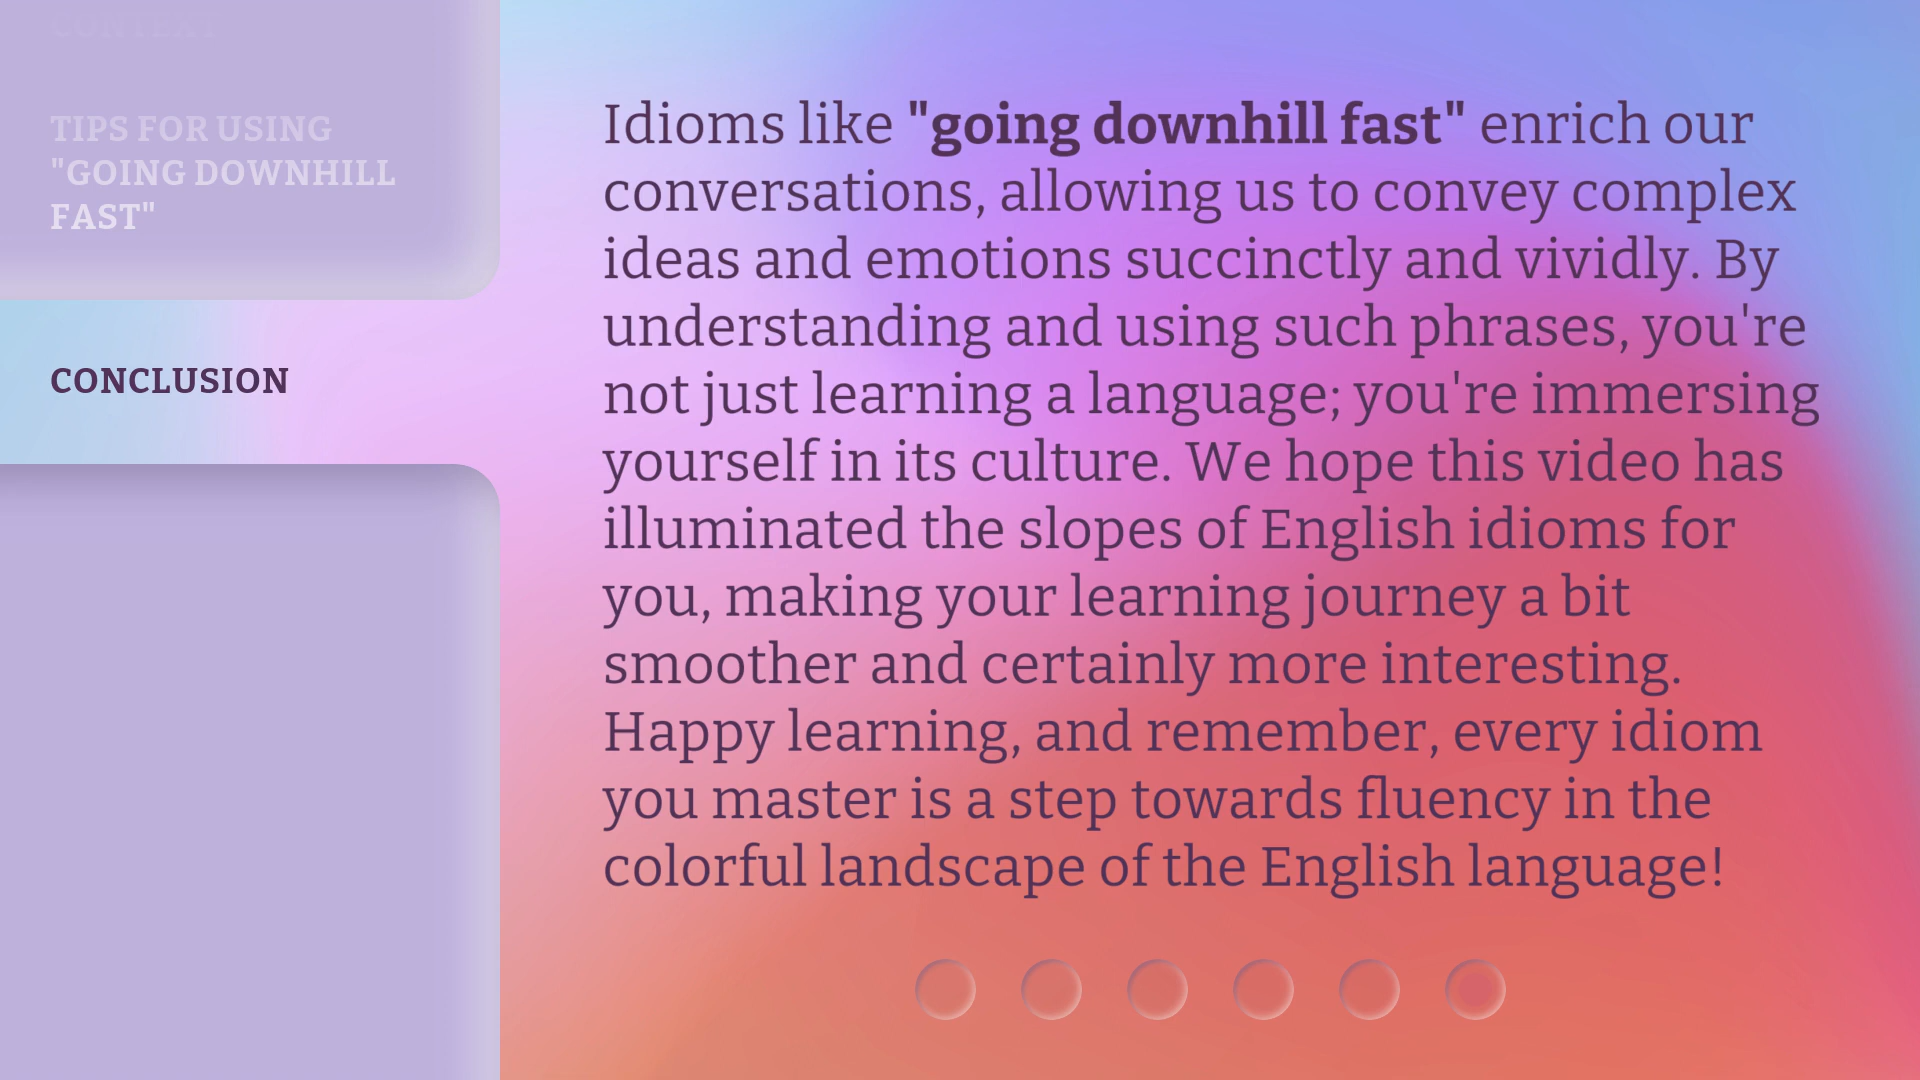 CONTEXT
TIPS FOR USING
"GOING DOWNHILL
FAST"
CONCLUSION
Idioms like "going downhill fast" enrich our
conversations, allowing us to convey complex
ideas and emotions succinctly and vividly. By
understanding and using such phrases, you're
not just learning a language; you're immersing
yourself in its culture. We hope this video has
illuminated the slopes of English idioms for
you, making your learning journey a bit
smoother and certainly more interesting.
Happy learning, and remember, every idiom
you master is a step towards fluency in the
colorful landscape of the English language!